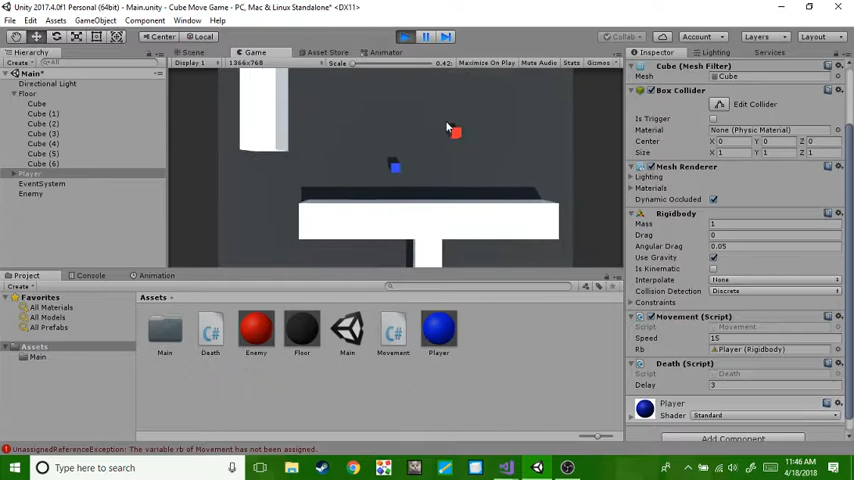 Unity 2017.4.0f1 Personal (64bit) - Main.unity - Cube Move Game - PC, Mac & Linux Standalone* <DX11>
File Edit Assets GameObject Component Window Help
Center Local Collab Account Layers Layout
Hierarchy Scene Game Asset Store Animator Inspector Lighting Services
Create All Display 1 1366x768 Scale 0.42 Maximize On Play Mute Audio Stats Gizmos
Main*
Directional Light
Floor
Cube
Cube (1)
Cube (2)
Cube (3)
Cube (4)
Cube (5)
Cube (6)
Player
EventSystem
Enemy
Cube (Mesh Filter)
Mesh Cube
Box Collider
Edit Collider
Is Trigger
Material None (Physic Material)
Center X 0 Y 0 Z 0
Size X 1 Y 1 Z 1
Mesh Renderer
Lighting
Materials
Dynamic Occluded
Rigidbody
Mass 1
Drag 0
Angular Drag 0.05
Use Gravity
Is Kinematic
Interpolate None
Collision Detection Discrete
Constraints
Movement (Script)
Script Movement
Speed 15
Rb Player (Rigidbody)
Death (Script)
Script Death
Delay 3
Player
Shader Standard
Add Component
Project Console Animation
Create
Favorites
All Materials
All Models
All Prefabs
Assets
Main
Assets
Main Death Enemy Floor Main Movement Player
UnassignedReferenceException: The variable rb of Movement has not been assigned.
Type here to search
11:46 AM
4/18/2018